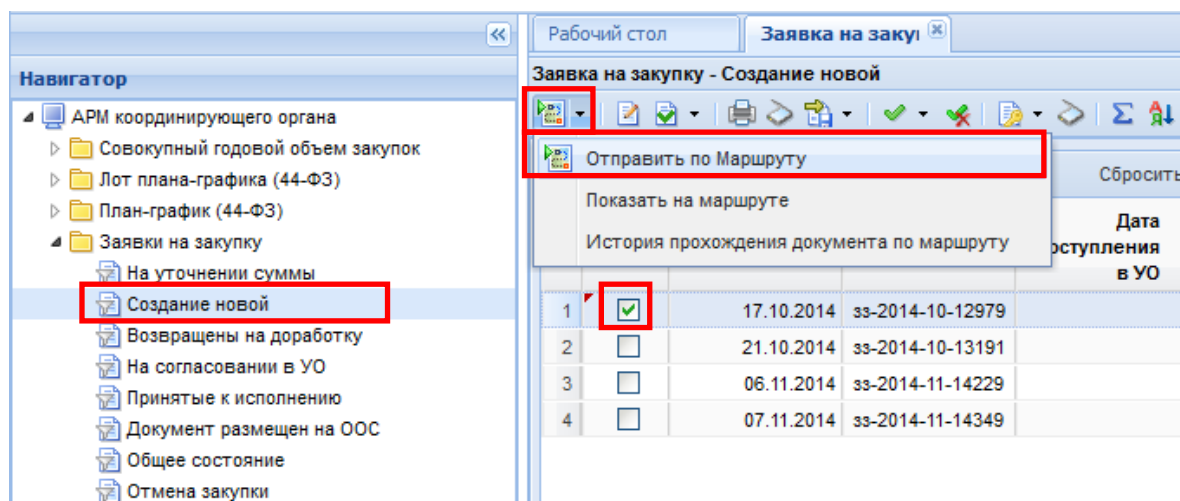 Навигатор
АРМ координирующего органа
Совокупный годовой объем закупок
Лот плана-графика (44-ФЗ)
План-график (44-ФЗ)
Заявки на закупку
На уточнении суммы
Создание новой
Возвращены на доработку
На согласовании в УО
Принятые к исполнению
Документ размещен на ООС
Общее состояние
Отмена закупки
Рабочий стол
Заявка на заку
Заявка на закупку - Создание новой
Отправить по Маршруту
Показать на маршруте
История прохождения документа по маршруту
Сбросить
Дата
оступления
в УО
1 17.10.2014 зз-2014-10-12979
2 21.10.2014 зз-2014-10-13191
3 06.11.2014 зз-2014-11-14229
4 07.11.2014 зз-2014-11-14349